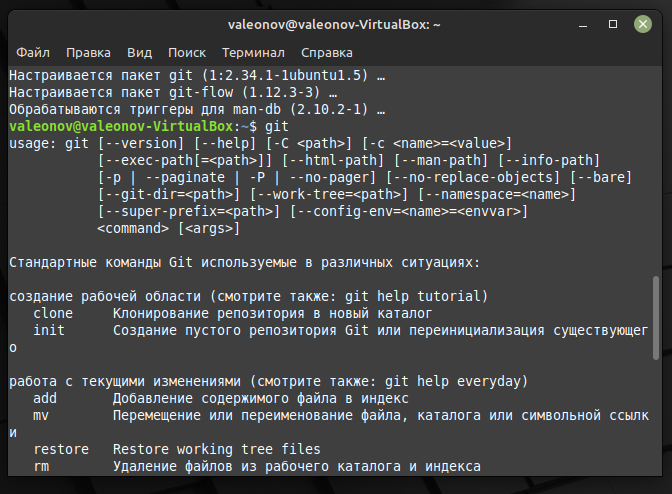 valeonov@valeonov-VirtualBox: ~
Файл Правка Вид Поиск Терминал Справка
Настраивается пакет git (1:2.34.1-1ubuntu1.5) …
Настраивается пакет git-flow (1.12.3-3) …
Обрабатываются триггеры для man-db (2.10.2-1) …
valeonov@valeonov-VirtualBox:~$ git
usage: git [--version] [--help] [-C <path>] [-c <name>=<value>]
           [--exec-path[=<path>]] [--html-path] [--man-path] [--info-path]
           [-p | --paginate | -P | --no-pager] [--no-replace-objects] [--bare]
           [--git-dir=<path>] [--work-tree=<path>] [--namespace=<name>]
           [--super-prefix=<path>] [--config-env=<name>=<envvar>]
           <command> [<args>]
Стандартные команды Git используемые в различных ситуациях:
создание рабочей области (смотрите также: git help tutorial)
   clone     Клонирование репозитория в новый каталог
   init      Создание пустого репозитория Git или переинициализация существующег
о
работа с текущими изменениями (смотрите также: git help everyday)
   add       Добавление содержимого файла в индекс
   mv        Перемещение или переименование файла, каталога или символьной ссылк
и
   restore   Restore working tree files
   rm        Удаление файлов из рабочего каталога и индекса